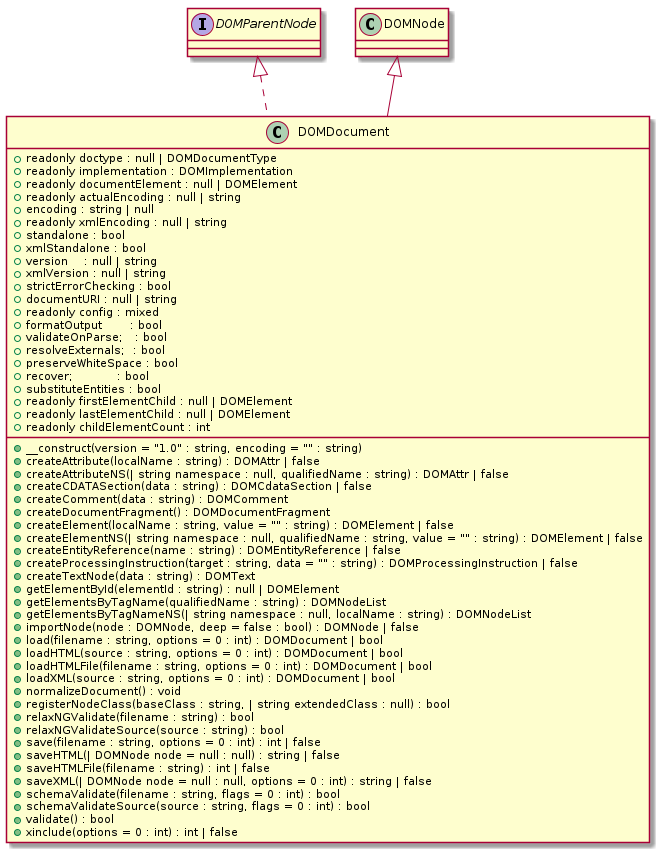 I DOMParentNode
C DOMNode
C DOMDocument
readonly doctype : null | DOMDocumentType
readonly implementation : DOMImplementation
readonly documentElement : null | DOMElement
readonly actualEncoding : null | string
encoding : string | null
readonly xmlEncoding : null | string
standalone : bool
xmlStandalone : bool
version : null | string
xmlVersion : null | string
strictErrorChecking : bool
documentURI : null | string
readonly config : mixed
formatOutput : bool
validateOnParse; : bool
resolveExternals; : bool
preserveWhiteSpace : bool
recover; : bool
substituteEntities : bool
readonly firstElementChild : null | DOMElement
readonly lastElementChild : null | DOMElement
readonly childElementCount : int
__construct(version = "1.0" : string, encoding = "" : string)
createAttribute(localName : string) : DOMAttr | false
createAttributeNS(| string namespace : null, qualifiedName : string) : DOMAttr | false
createCDATASection(data : string) : DOMCdataSection | false
createComment(data : string) : DOMComment
createDocumentFragment() : DOMDocumentFragment
createElement(localName : string, value = "" : string) : DOMElement | false
createElementNS(| string namespace : null, qualifiedName : string, value = "" : string) : DOMElement | false
createEntityReference(name : string) : DOMEntityReference | false
createProcessingInstruction(target : string, data = "" : string) : DOMProcessingInstruction | false
createTextNode(data : string) : DOMText
getElementById(elementId : string) : null | DOMElement
getElementsByTagName(qualifiedName : string) : DOMNodeList
getElementsByTagNameNS(| string namespace : null, localName : string) : DOMNodeList
importNode(node : DOMNode, deep = false : bool) : DOMNode | false
load(filename : string, options = 0 : int) : DOMDocument | bool
loadHTML(source : string, options = 0 : int) : DOMDocument | bool
loadHTMLFile(filename : string, options = 0 : int) : DOMDocument | bool
loadXML(source : string, options = 0 : int) : DOMDocument | bool
normalizeDocument() : void
registerNodeClass(baseClass : string, | string extendedClass : null) : bool
relaxNGValidate(filename : string) : bool
relaxNGValidateSource(source : string) : bool
save(filename : string, options = 0 : int) : int | false
saveHTML(| DOMNode node = null : null) : string | false
saveHTMLFile(filename : string) : int | false
saveXML(| DOMNode node = null : null, options = 0 : int) : string | false
schemaValidate(filename : string, flags = 0 : int) : bool
schemaValidateSource(source : string, flags = 0 : int) : bool
validate() : bool
xinclude(options = 0 : int) : int | false